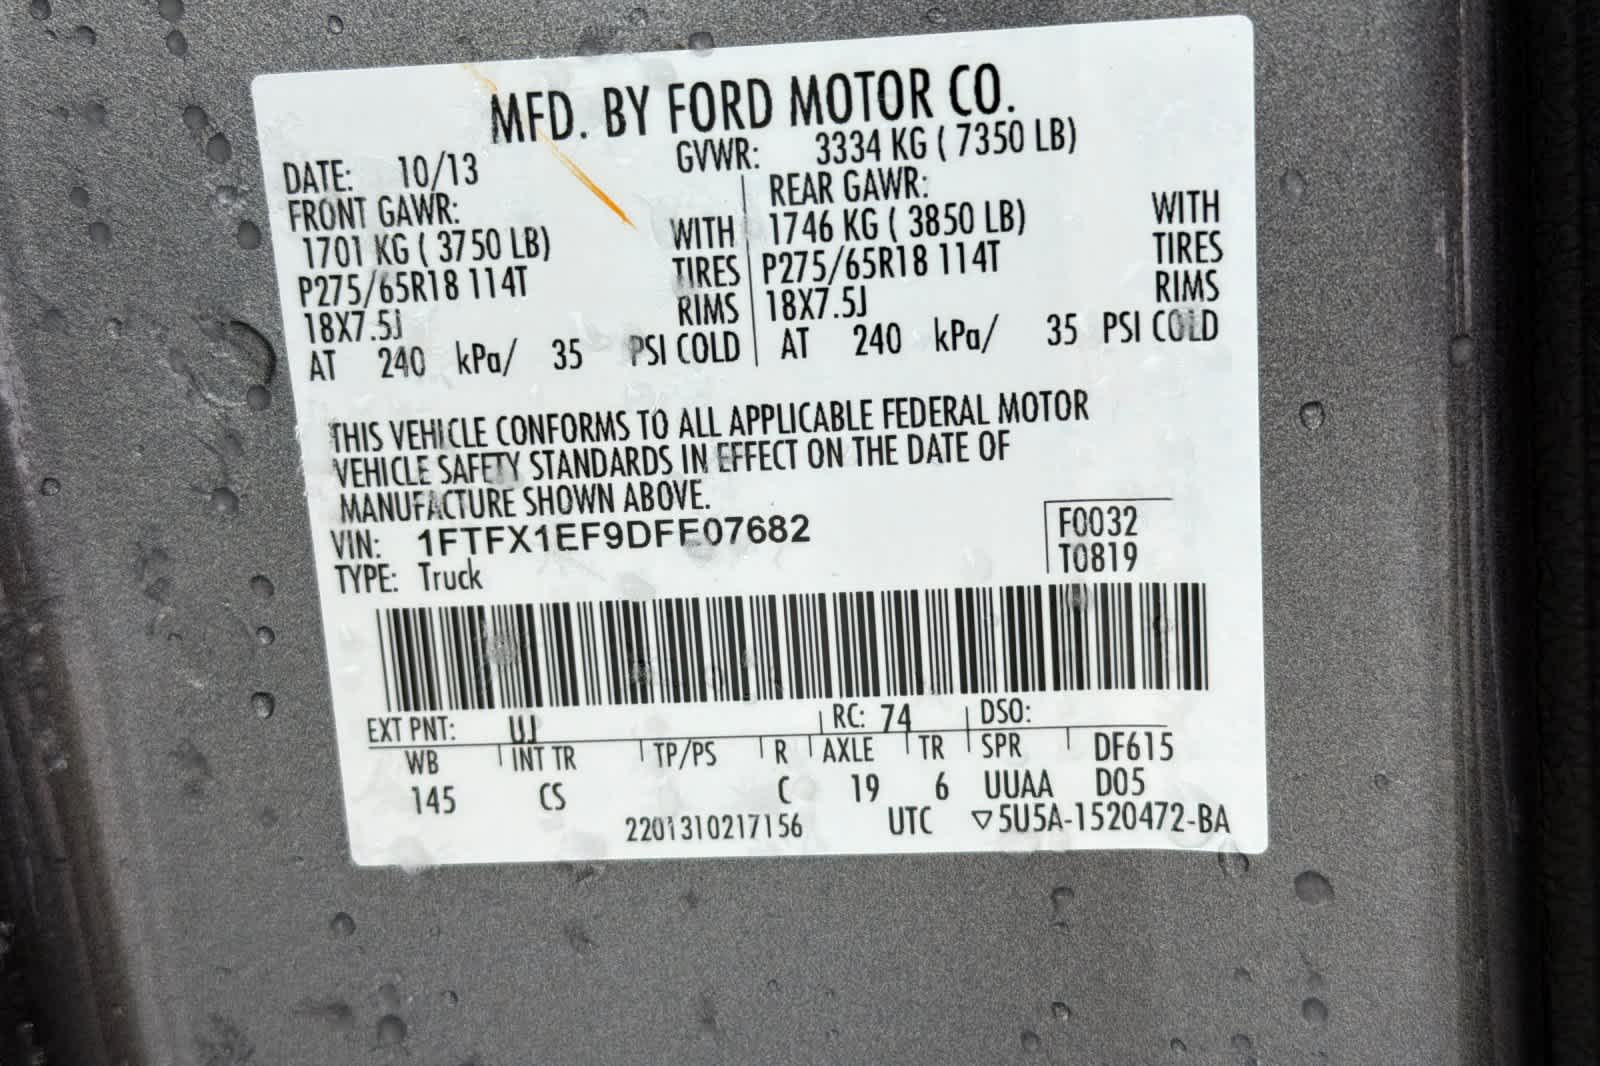 MFD. BY FORD MOTOR CO.
DATE: 10/13 GVWR: 3334 KG ( 7350 LB)
FRONT GAWR: REAR GAWR:
1701 KG ( 3750 LB) WITH 1746 KG ( 3850 LB) WITH
P275/65R18 114T TIRES P275/65R18 114T TIRES
18X7.5J RIMS 18X7.5J RIMS
AT 240 kPa/ 35 PSI COLD AT 240 kPa/ 35 PSI COLD
THIS VEHICLE CONFORMS TO ALL APPLICABLE FEDERAL MOTOR
VEHICLE SAFETY STANDARDS IN EFFECT ON THE DATE OF
MANUFACTURE SHOWN ABOVE.
VIN: 1FTFX1EF9DFE07682 F0032
TYPE: Truck T0819
EXT PNT: UJ RC: 74 DSO:
WB INT TR TP/PS R AXLE TR SPR DF615
145 CS C 19 6 UUAA D05
2201310217156 UTC ▽5U5A-1520472-BA